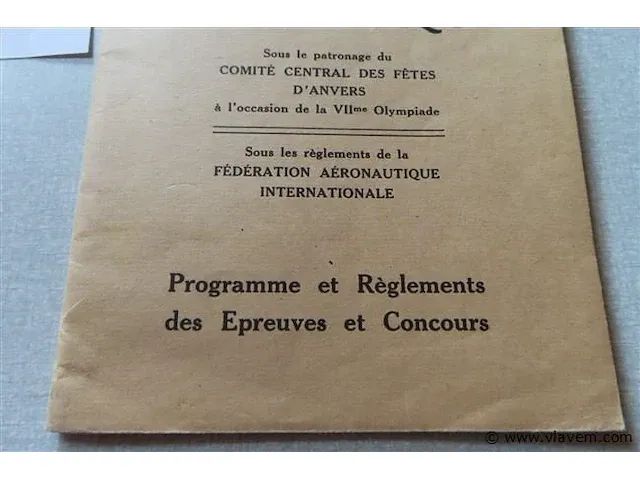 Sous le patronage du
COMITÉ CENTRAL DES FÊTES
D'ANVERS
à l'occasion de la VIIme Olympiade
Sous les règlements de la
FÉDÉRATION AÉRONAUTIQUE
INTERNATIONALE
Programme et Règlements
des Epreuves et Concours
© www.vlavem.com